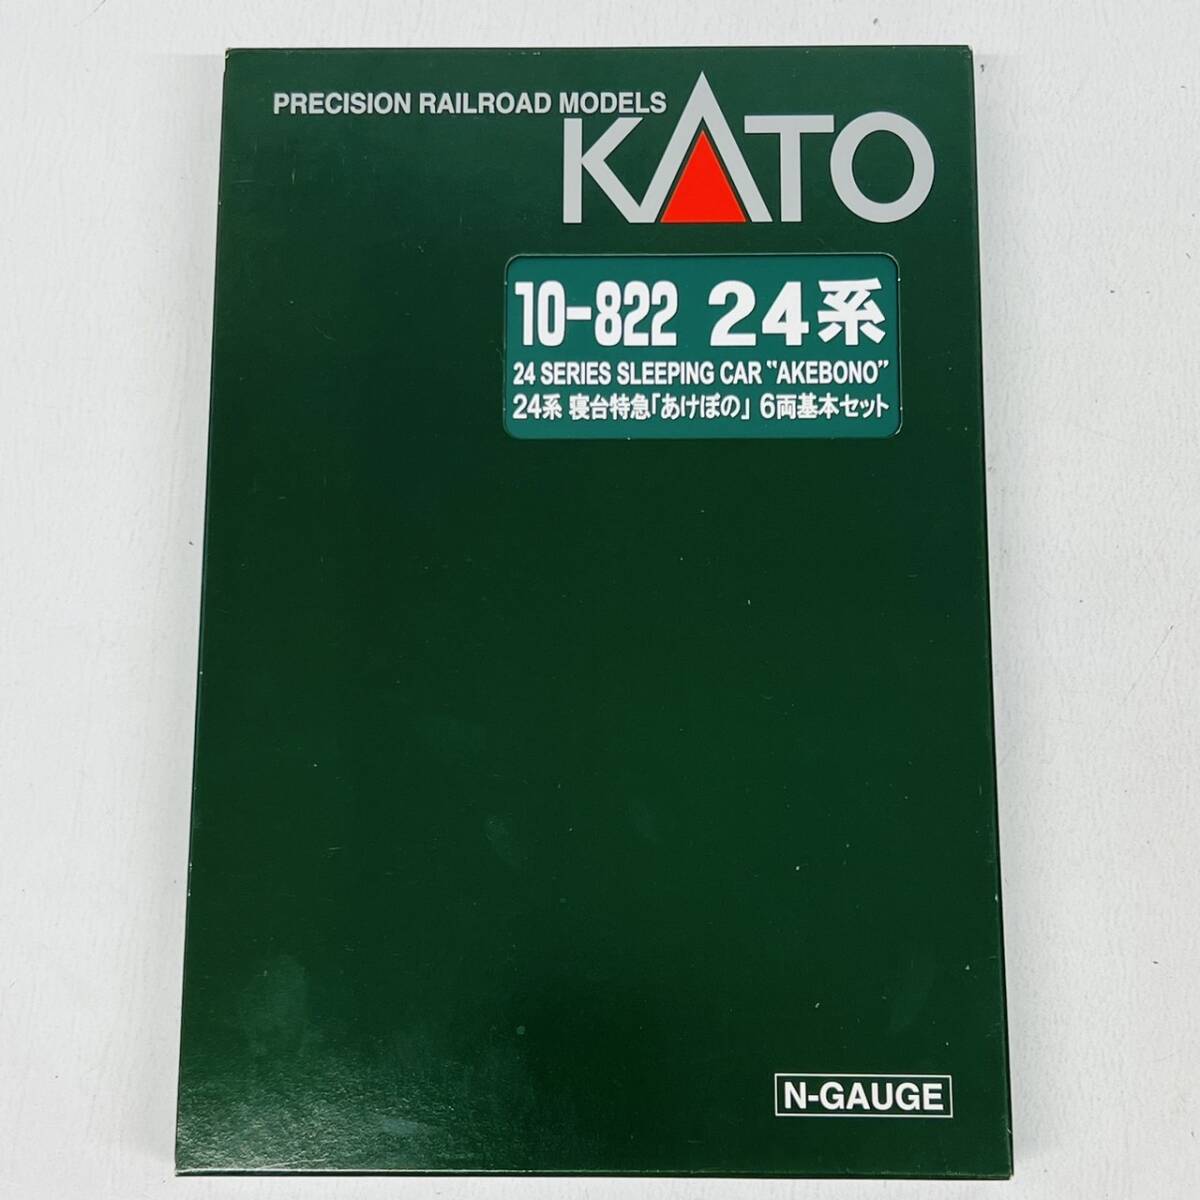 PRECISION RAILROAD MODELS
KATO
10-822 24系
24 SERIES SLEEPING CAR "AKEBONO"
24系 寝台特急「あけぼの」 6両基本セット
N-GAUGE